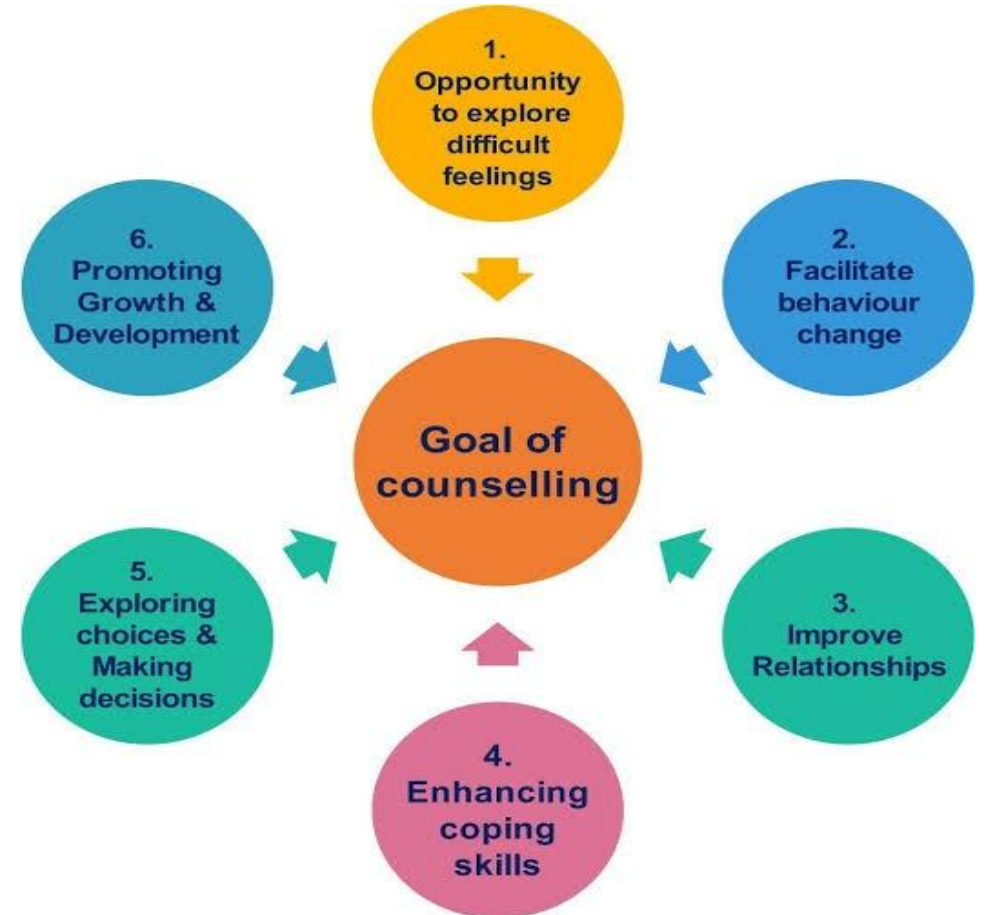 1.
Opportunity
to explore
difficult
feelings
2.
Facilitate
behaviour
change
3.
Improve
Relationships
4.
Enhancing
coping
skills
5.
Exploring
choices &
Making
decisions
6.
Promoting
Growth &
Development
Goal of
counselling